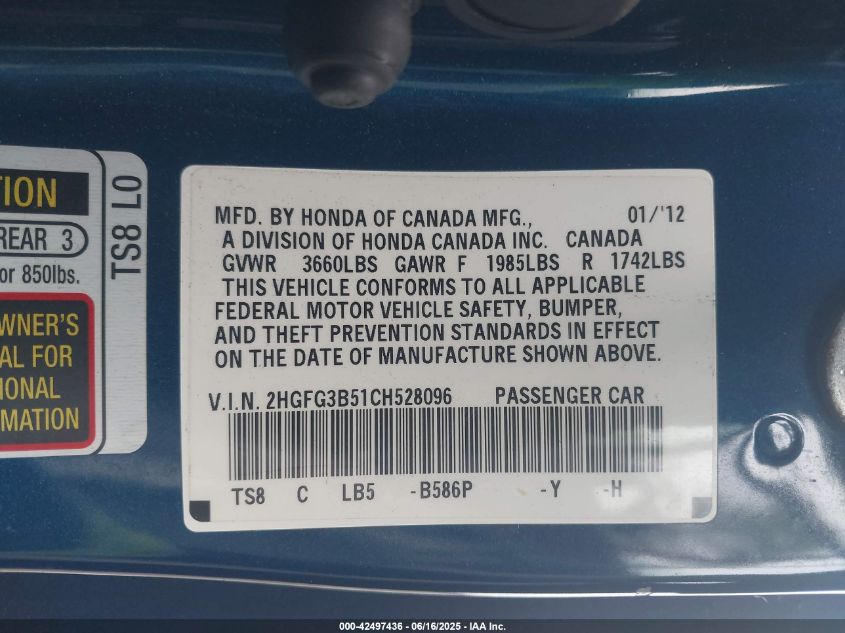 TION
REAR 3
or 850lbs.
WNER'S
AL FOR
IONAL
RMATION
TS8 L0
MFD. BY HONDA OF CANADA MFG., 01/'12
A DIVISION OF HONDA CANADA INC. CANADA
GVWR 3660LBS GAWR F 1985LBS R 1742LBS
THIS VEHICLE CONFORMS TO ALL APPLICABLE
FEDERAL MOTOR VEHICLE SAFETY, BUMPER,
AND THEFT PREVENTION STANDARDS IN EFFECT
ON THE DATE OF MANUFACTURE SHOWN ABOVE.
V.I.N. 2HGFG3B51CH528096 PASSENGER CAR
TS8 C LB5 -B586P -Y -H
000-42497436 - 06/16/2025 - IAA Inc.